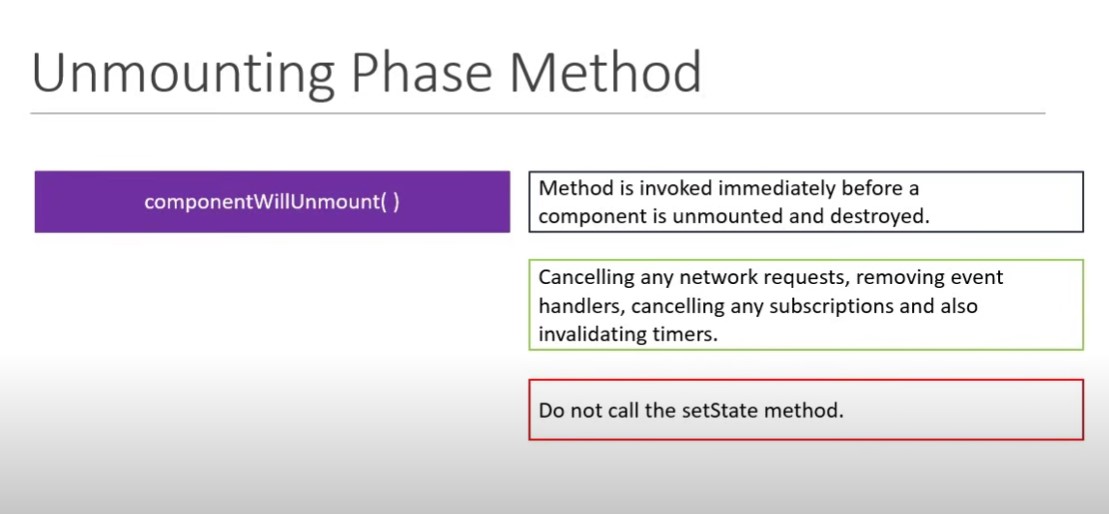 Unmounting Phase Method
componentWillUnmount( )
Method is invoked immediately before a
component is unmounted and destroyed.
Cancelling any network requests, removing event
handlers, cancelling any subscriptions and also
invalidating timers.
Do not call the setState method.